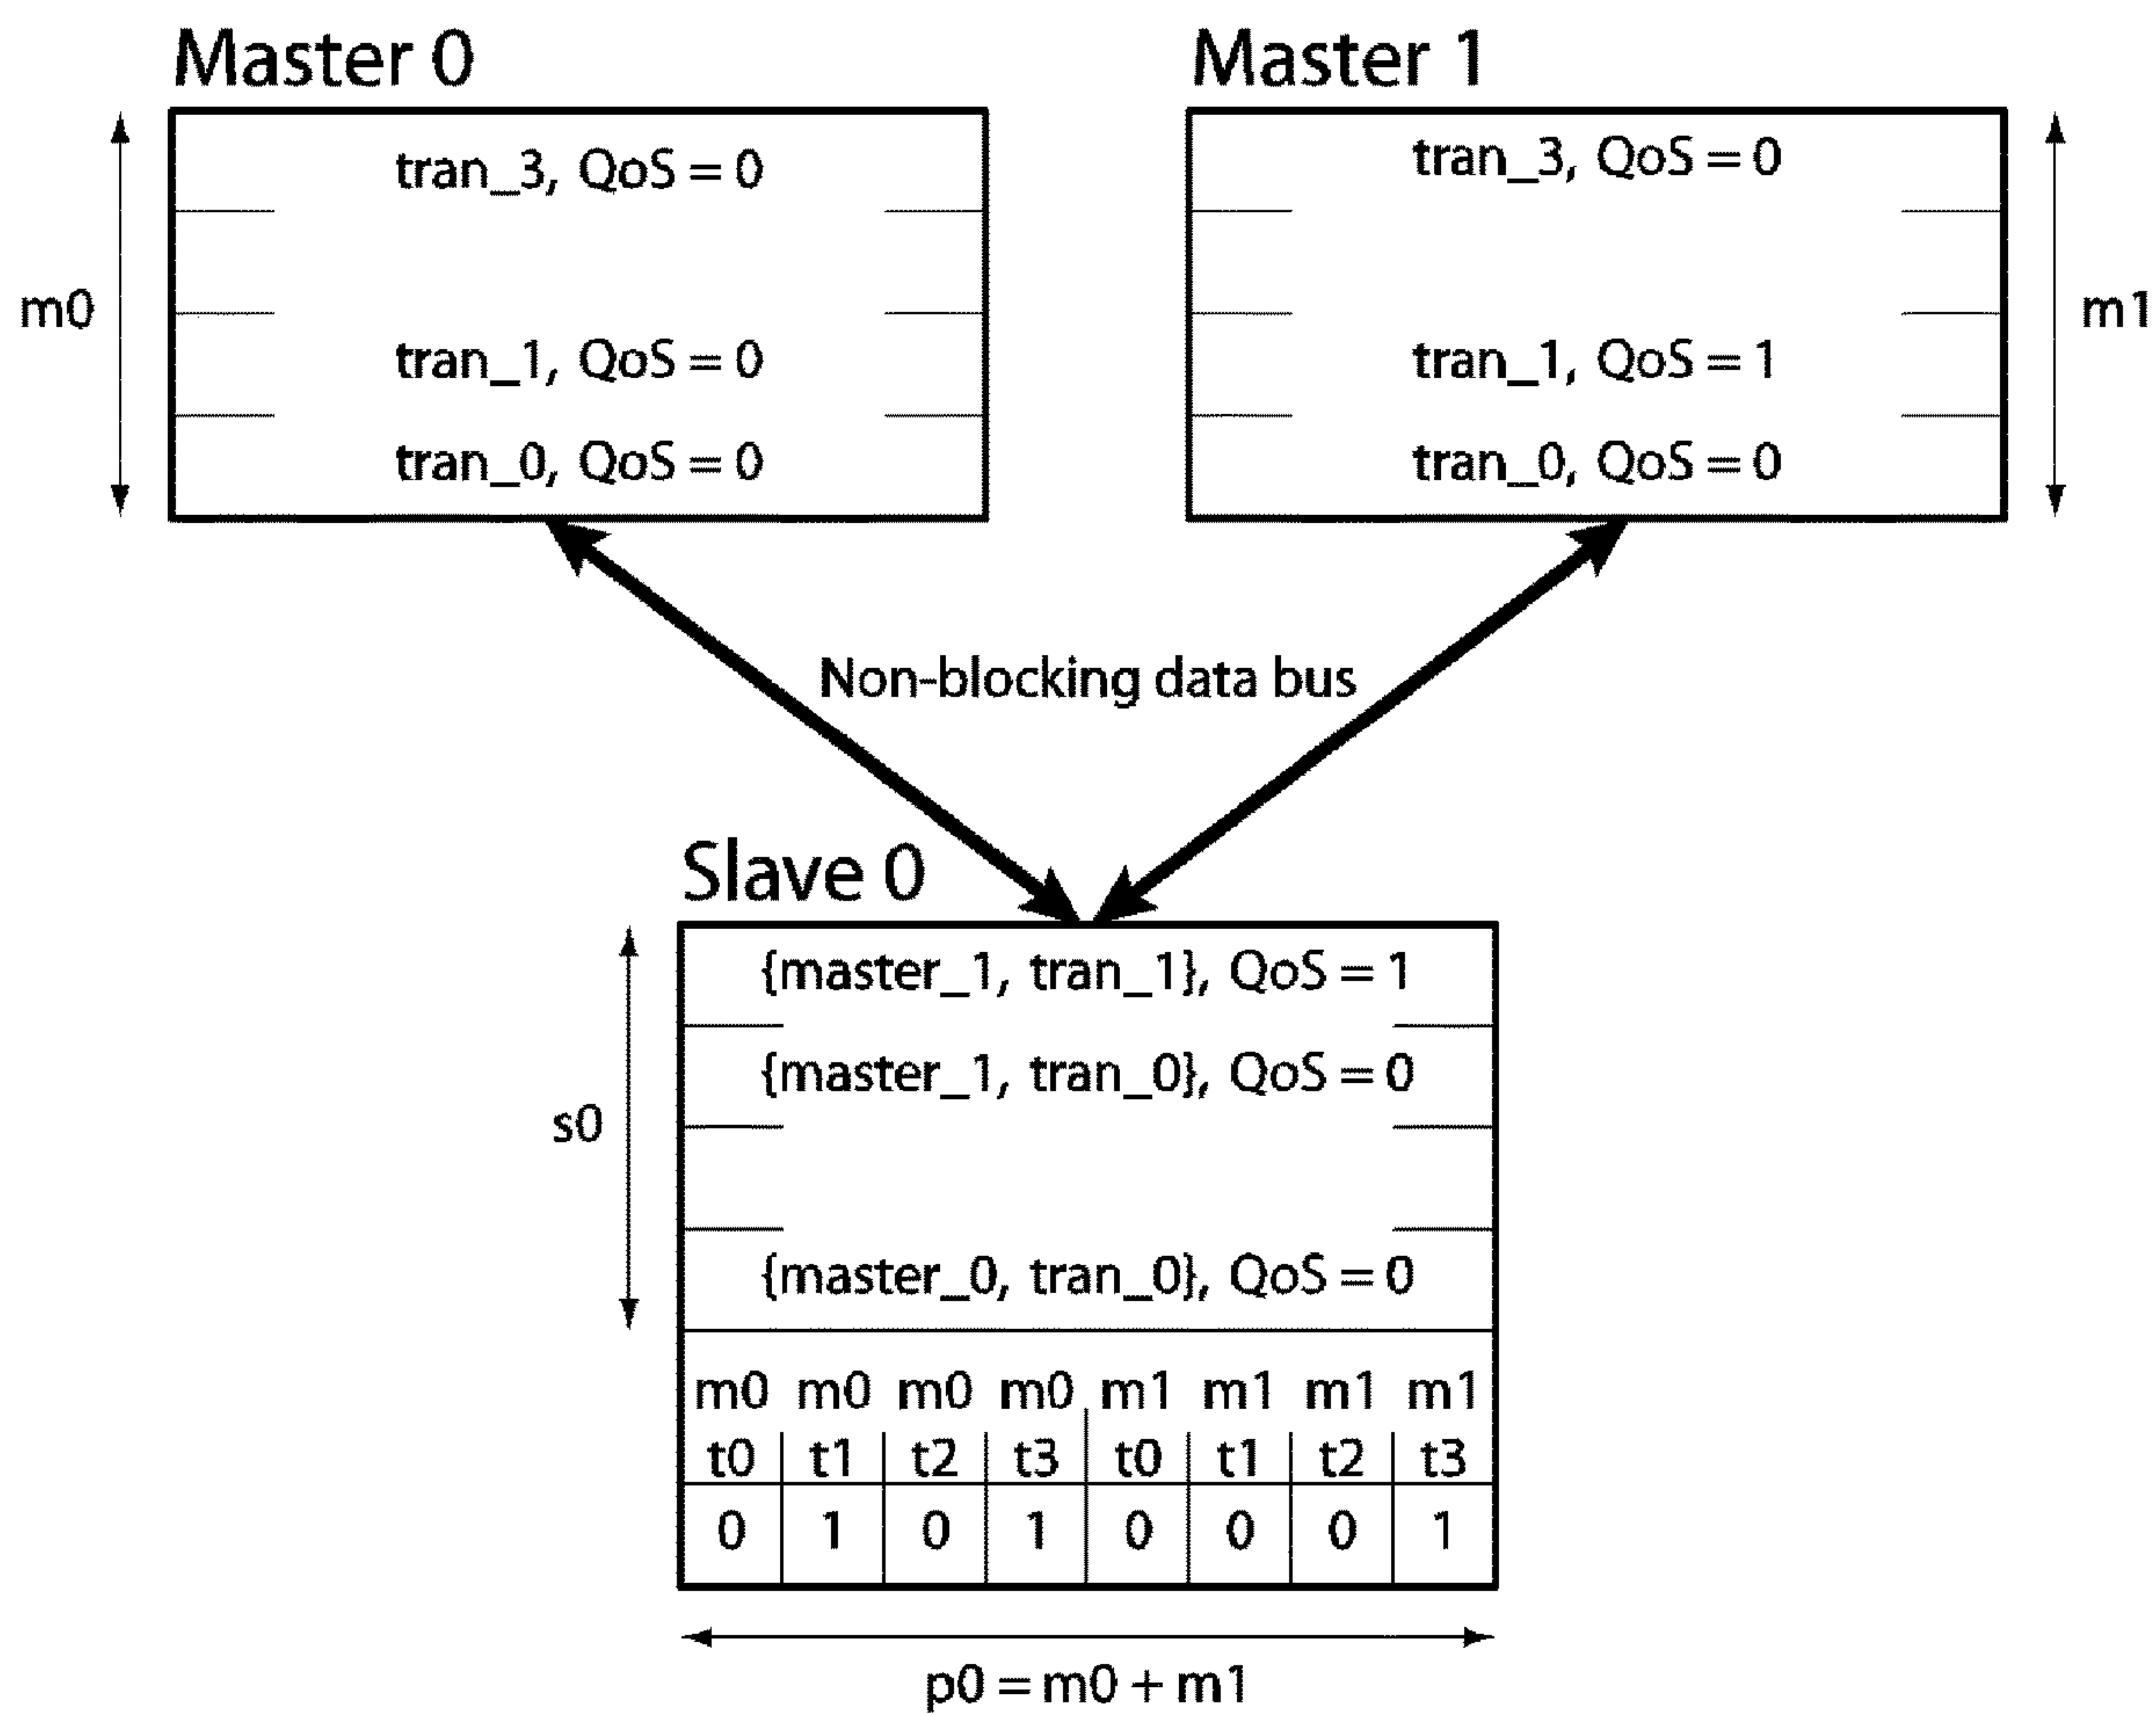 Master 0
Master 1
tran_3, QoS = 0
tran_3, QoS = 0
m0
m1
tran_1, QoS = 0
tran_1, QoS = 1
tran_0, QoS = 0
tran_0, QoS = 0
Non-blocking data bus
Slave 0
{master_1, tran_1}, QoS = 1
{master_1, tran_0}, QoS = 0
s0
{master_0, tran_0}, QoS = 0
m0 m0 m0 m0 m1 m1 m1 m1
t0 t1 t2 t3 t0 t1 t2 t3
0 1 0 1 0 0 0 1
p0 = m0 + m1